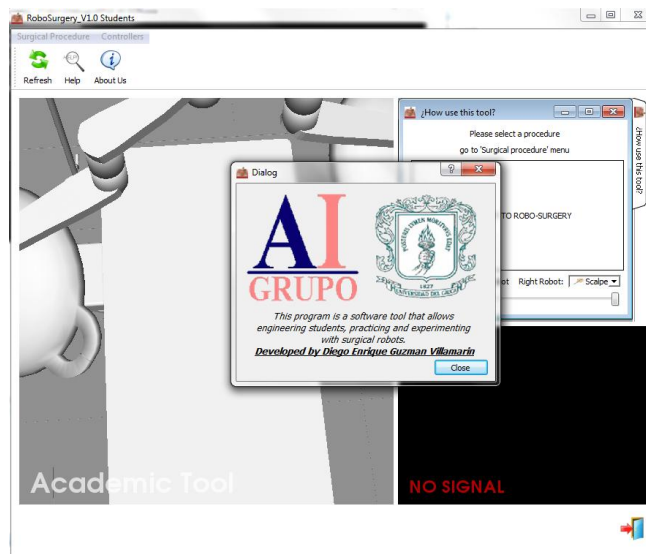 RoboSurgery_V1.0 Students
Surgical Procedure Controllers
Refresh Help About Us
¿How use this tool?
Please select a procedure
go to 'Surgical procedure' menu
¿How use this tool?
TO ROBO-SURGERY
Right Robot: Scalpe
Dialog
AI
GRUPO
1827
This program is a software tool that allows
engineering students, practicing and experimenting
with surgical robots.
Developed by Diego Enrique Guzman Villamarin
Close
Academic Tool
NO SIGNAL